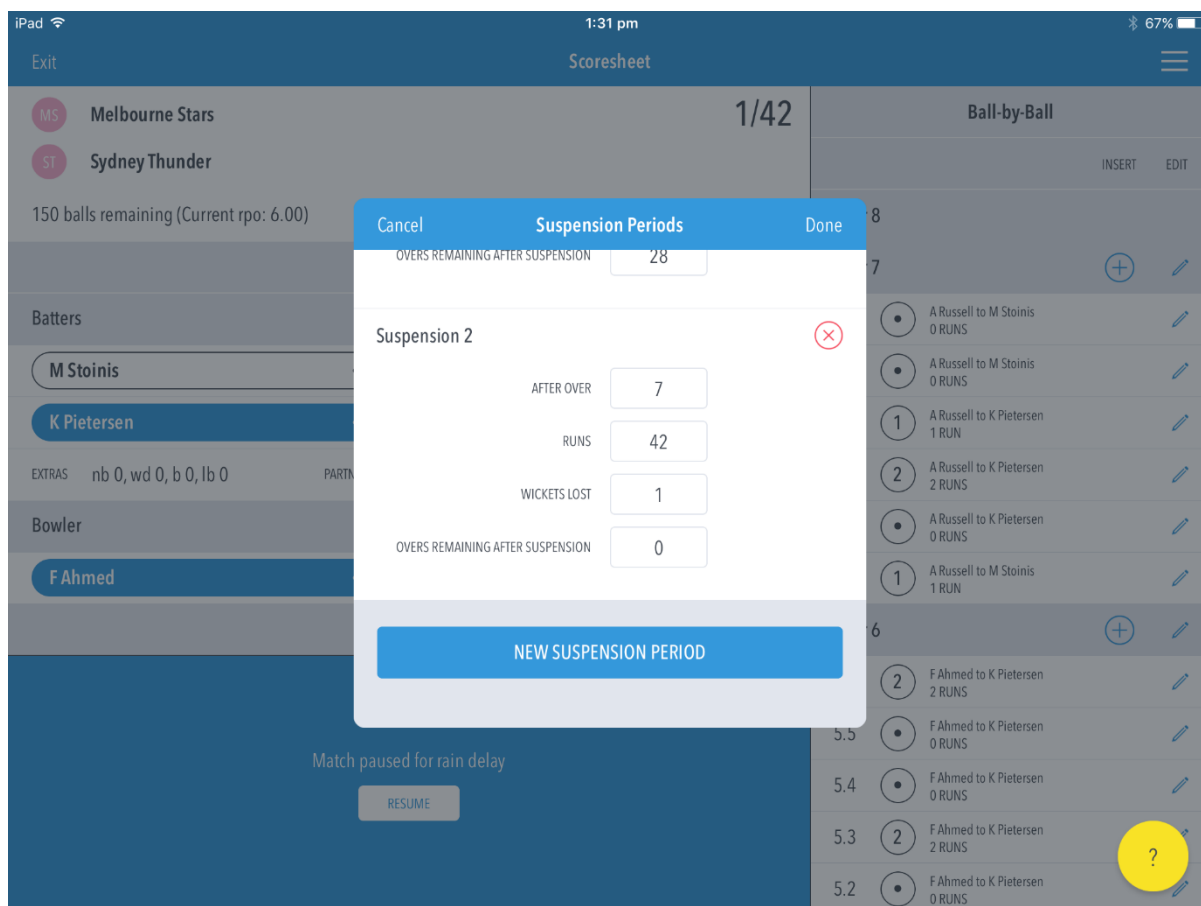 iPad
1:31 pm
67%
Exit
Scoresheet
MS
Melbourne Stars
1/42
ST
Sydney Thunder
150 balls remaining (Current rpo: 6.00)
Batters
M Stoinis
K Pietersen
EXTRAS nb 0, wd 0, b 0, lb 0
Bowler
F Ahmed
Match paused for rain delay
RESUME
Cancel
Suspension Periods
Done
OVERS REMAINING AFTER SUSPENSION 28
Suspension 2
AFTER OVER 7
RUNS 42
WICKETS LOST 1
OVERS REMAINING AFTER SUSPENSION 0
NEW SUSPENSION PERIOD
Ball-by-Ball
INSERT EDIT
8
7
A Russell to M Stoinis
0 RUNS
A Russell to M Stoinis
0 RUNS
1 A Russell to K Pietersen
1 RUN
2 A Russell to K Pietersen
2 RUNS
A Russell to K Pietersen
0 RUNS
1 A Russell to M Stoinis
1 RUN
6
2 F Ahmed to K Pietersen
2 RUNS
5.5 F Ahmed to K Pietersen
0 RUNS
5.4 F Ahmed to K Pietersen
0 RUNS
5.3 2 F Ahmed to K Pietersen
2 RUNS
5.2 F Ahmed to K Pietersen
0 RUNS
?